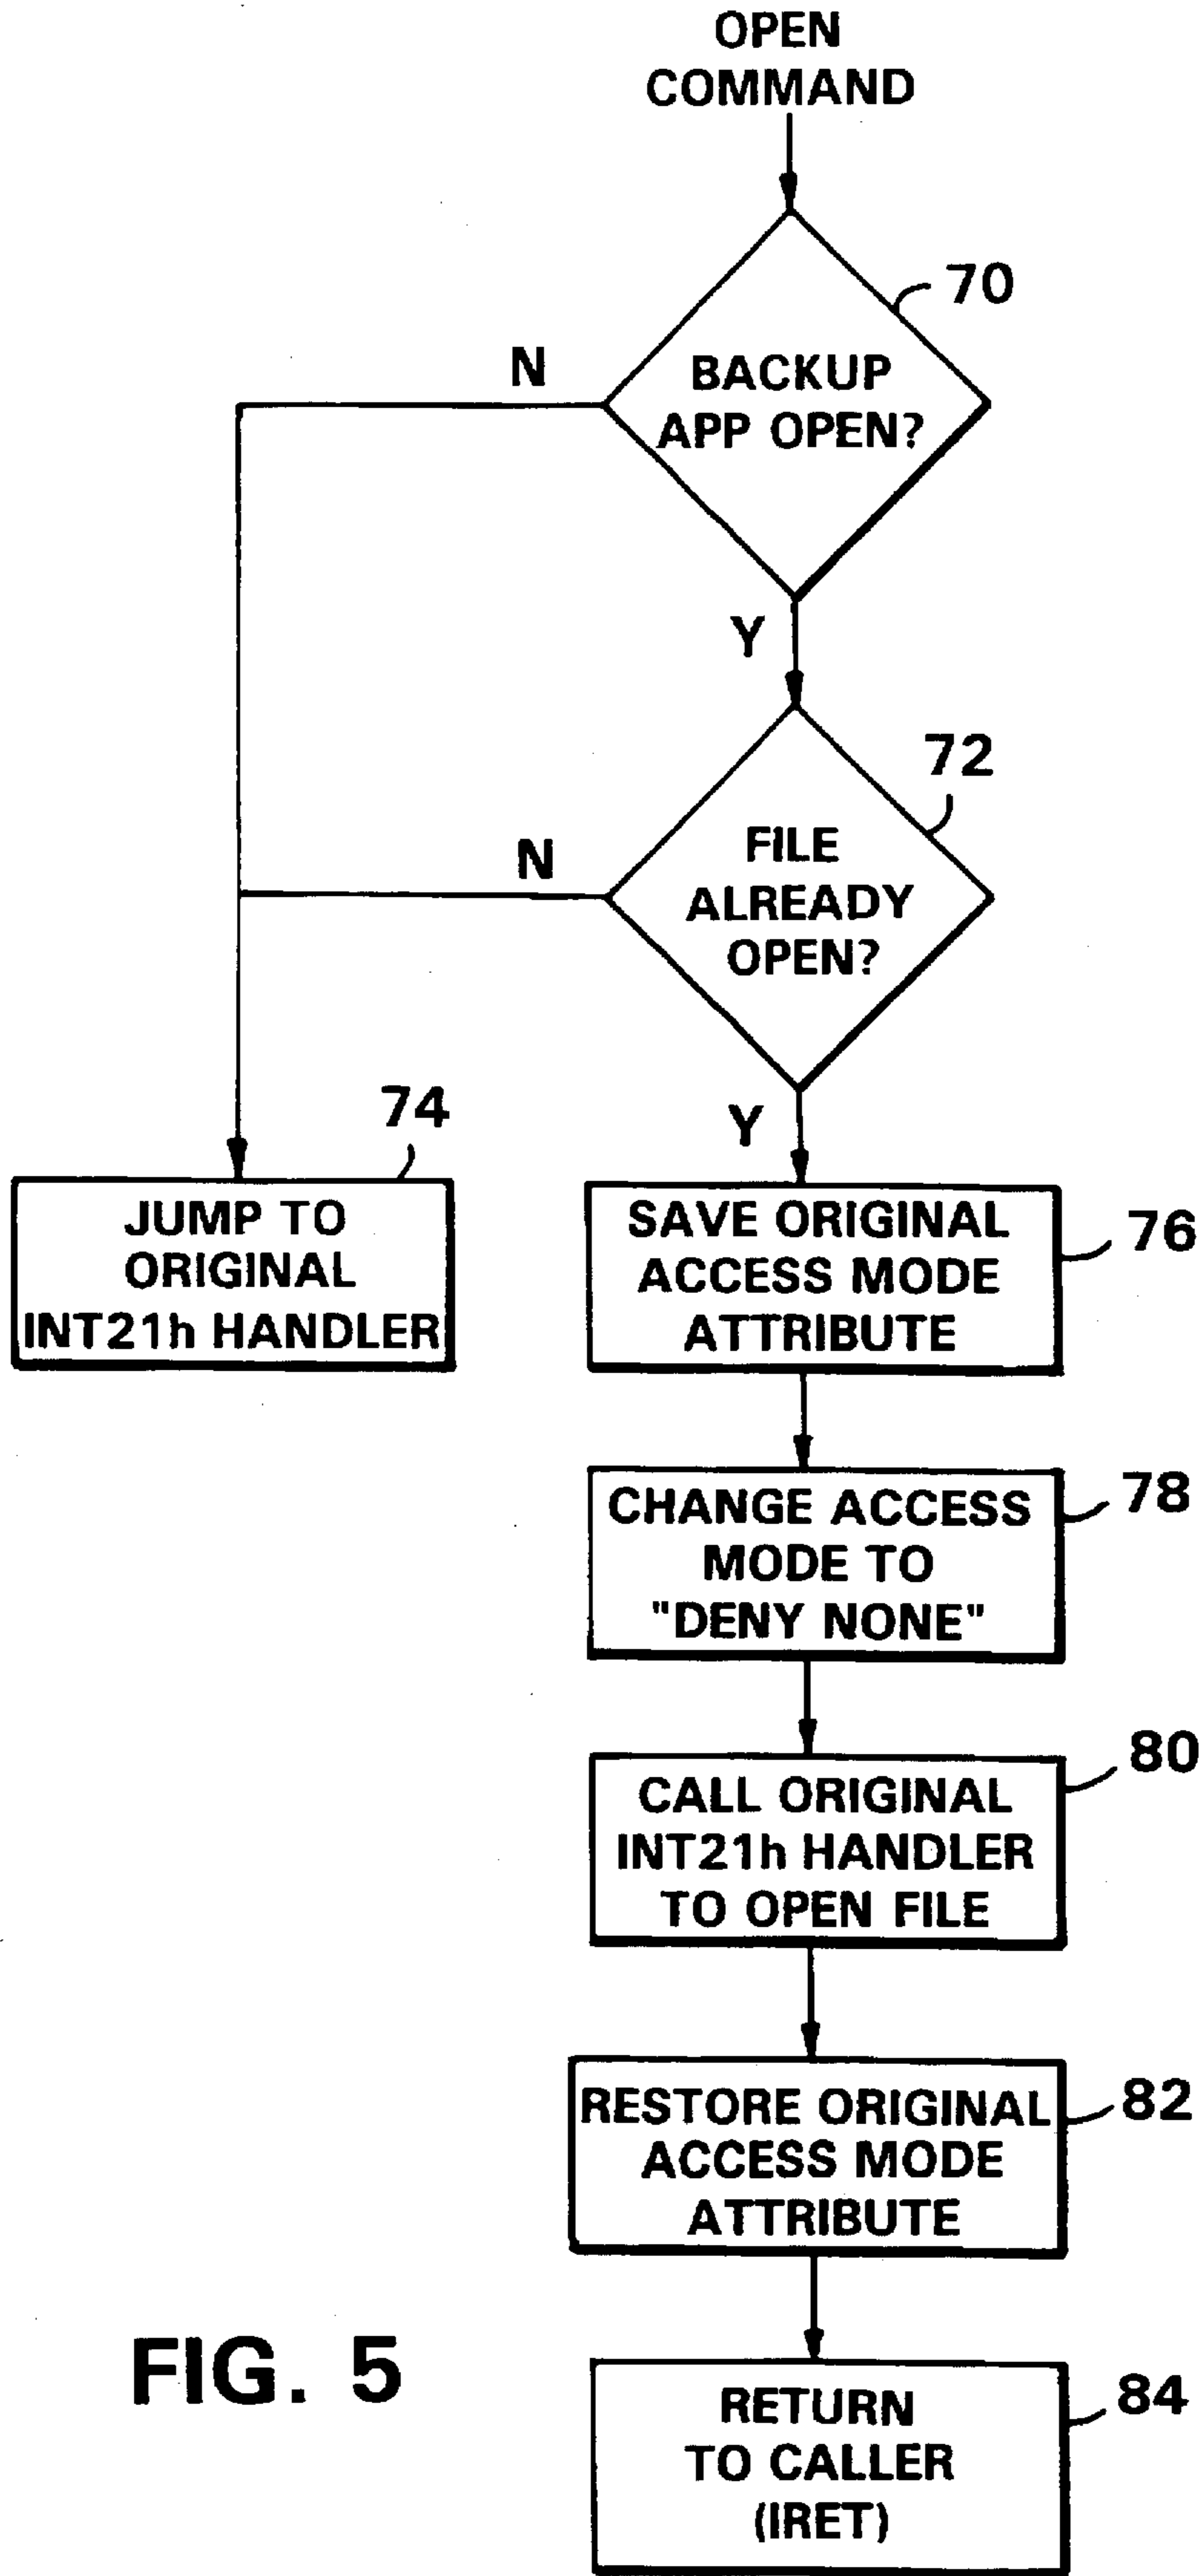 OPEN
COMMAND
70
N
BACKUP
APP OPEN?
Y
72
N
FILE
ALREADY
OPEN?
74
Y
JUMP TO
ORIGINAL
INT21h HANDLER
SAVE ORIGINAL
ACCESS MODE
ATTRIBUTE
76
CHANGE ACCESS
MODE TO
"DENY NONE"
78
CALL ORIGINAL
INT21h HANDLER
TO OPEN FILE
80
RESTORE ORIGINAL
ACCESS MODE
ATTRIBUTE
82
RETURN
TO CALLER
(IRET)
84
FIG. 5